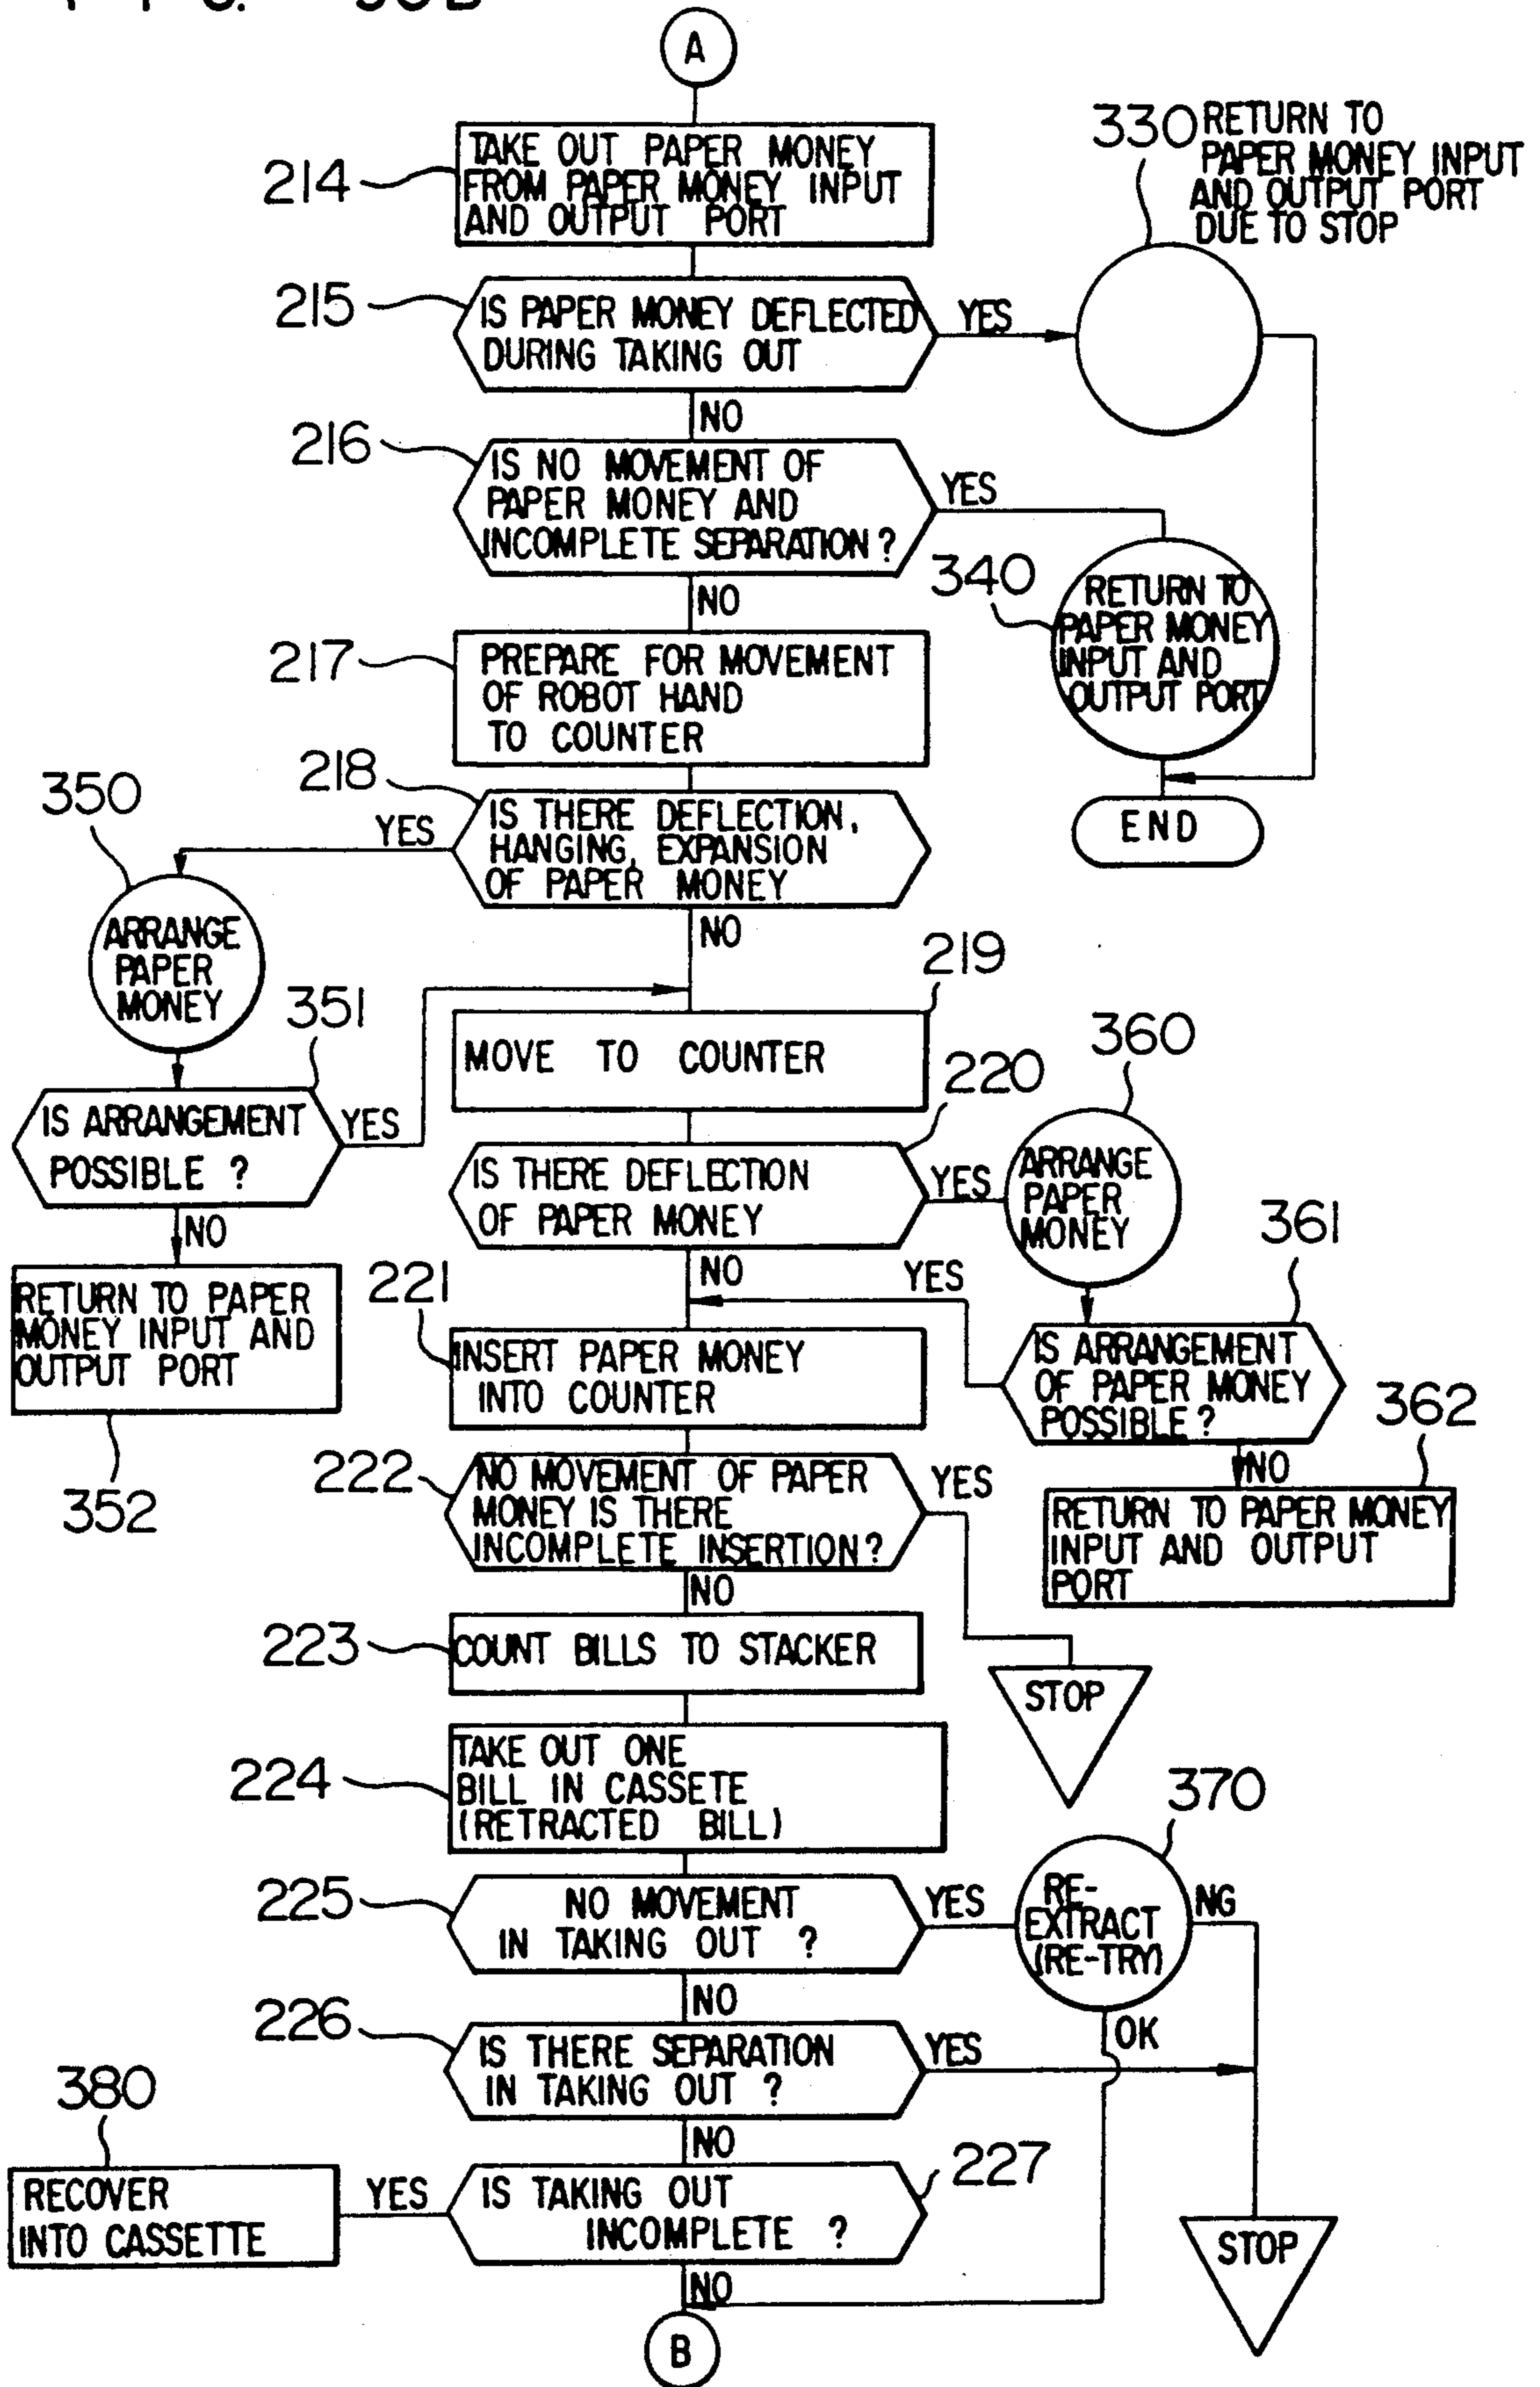 A
214
TAKE OUT PAPER MONEY
FROM PAPER MONEY INPUT
AND OUTPUT PORT
330
RETURN TO
PAPER MONEY INPUT
AND OUTPUT PORT
DUE TO STOP
215
IS PAPER MONEY DEFLECTED
DURING TAKING OUT
YES
NO
216
IS NO MOVEMENT OF
PAPER MONEY AND
INCOMPLETE SEPARATION ?
YES
NO
340
RETURN TO
PAPER MONEY
INPUT AND
OUTPUT PORT
END
217
PREPARE FOR MOVEMENT
OF ROBOT HAND
TO COUNTER
218
IS THERE DEFLECTION,
HANGING, EXPANSION
OF PAPER MONEY
YES
NO
350
ARRANGE
PAPER
MONEY
351
IS ARRANGEMENT
POSSIBLE ?
YES
NO
RETURN TO PAPER
MONEY INPUT AND
OUTPUT PORT
352
219
MOVE TO COUNTER
220
IS THERE DEFLECTION
OF PAPER MONEY
YES
NO
360
ARRANGE
PAPER
MONEY
361
IS ARRANGEMENT
OF PAPER MONEY
POSSIBLE ?
YES
NO
362
RETURN TO PAPER MONEY
INPUT AND OUTPUT
PORT
221
INSERT PAPER MONEY
INTO COUNTER
222
NO MOVEMENT OF PAPER
MONEY IS THERE
INCOMPLETE INSERTION ?
YES
NO
STOP
223
COUNT BILLS TO STACKER
224
TAKE OUT ONE
BILL IN CASSETE
(RETRACTED BILL)
225
NO MOVEMENT
IN TAKING OUT ?
YES
NO
370
RE-
EXTRACT
(RE-TRY)
NG
OK
226
IS THERE SEPARATION
IN TAKING OUT ?
YES
NO
STOP
227
IS TAKING OUT
INCOMPLETE ?
YES
NO
380
RECOVER
INTO CASSETTE
B